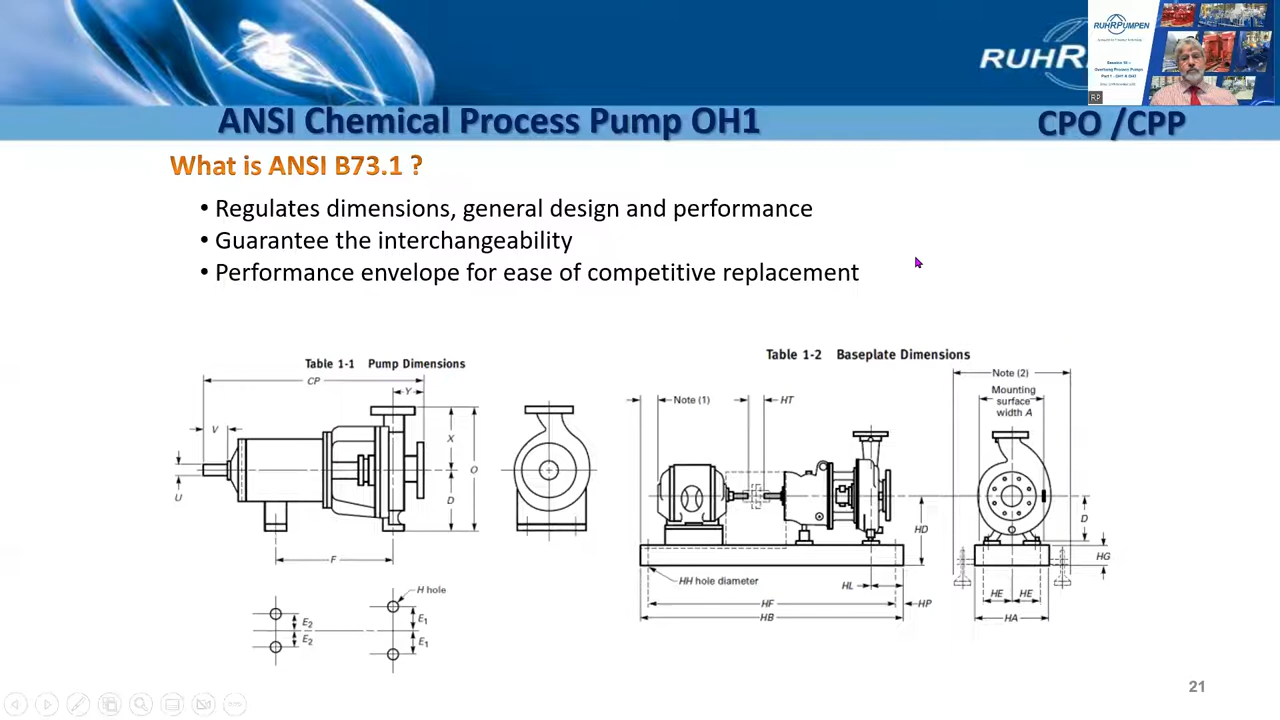 RUHRPUMPEN
ANSI Chemical Process Pump OH1
CPO /CPP
What is ANSI B73.1 ?
• Regulates dimensions, general design and performance
• Guarantee the interchangeability
• Performance envelope for ease of competitive replacement
Table 1-1 Pump Dimensions
CP
Y
V
X
O
U
D
F
H hole
E2
E1
E2
E1
Table 1-2 Baseplate Dimensions
Note (2)
Note (1)
HT
Mounting
surface
width A
HD
D
HG
HH hole diameter
HL
HF
HP
HB
HE
HE
HA
RP
21